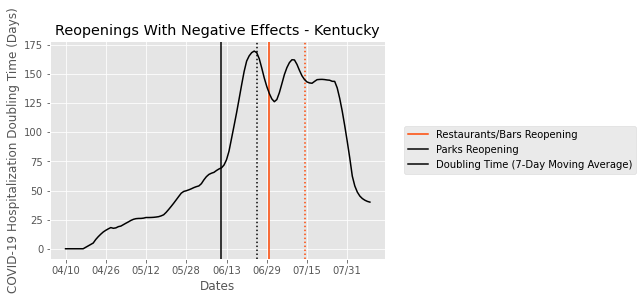 Reopenings With Negative Effects - Kentucky
COVID-19 Hospitalization Doubling Time (Days)
175
150
125
100
75
50
25
0
04/10 04/26 05/12 05/28 06/13 06/29 07/15 07/31
Dates
Restaurants/Bars Reopening
Parks Reopening
Doubling Time (7-Day Moving Average)